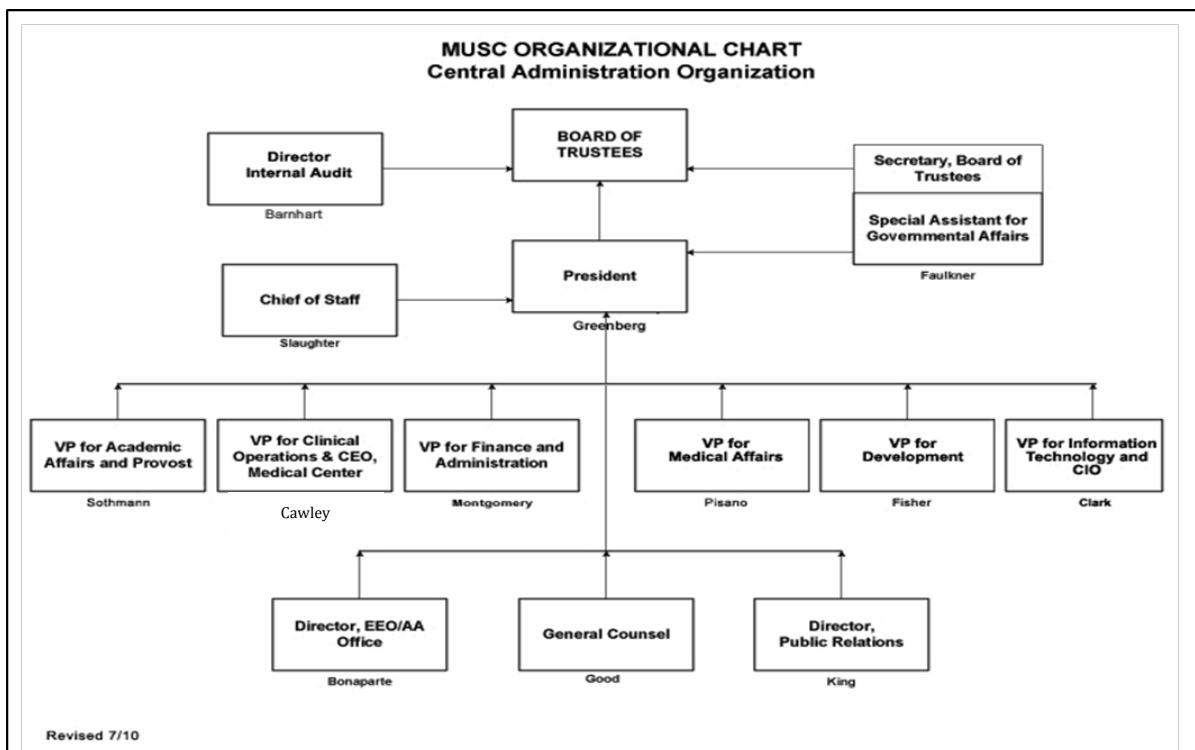 MUSC ORGANIZATIONAL CHART
Central Administration Organization
BOARD OF
TRUSTEES
Director
Internal Audit
Barnhart
Secretary, Board of
Trustees
Special Assistant for
Governmental Affairs
Faulkner
President
Greenberg
Chief of Staff
Slaughter
VP for Academic
Affairs and Provost
Sothmann
VP for Clinical
Operations & CEO,
Medical Center
Cawley
VP for Finance and
Administration
Montgomery
VP for
Medical Affairs
Pisano
VP for
Development
Fisher
VP for Information
Technology and
CIO
Clark
Director, EEO/AA
Office
Bonaparte
General Counsel
Good
Director,
Public Relations
King
Revised 7/10